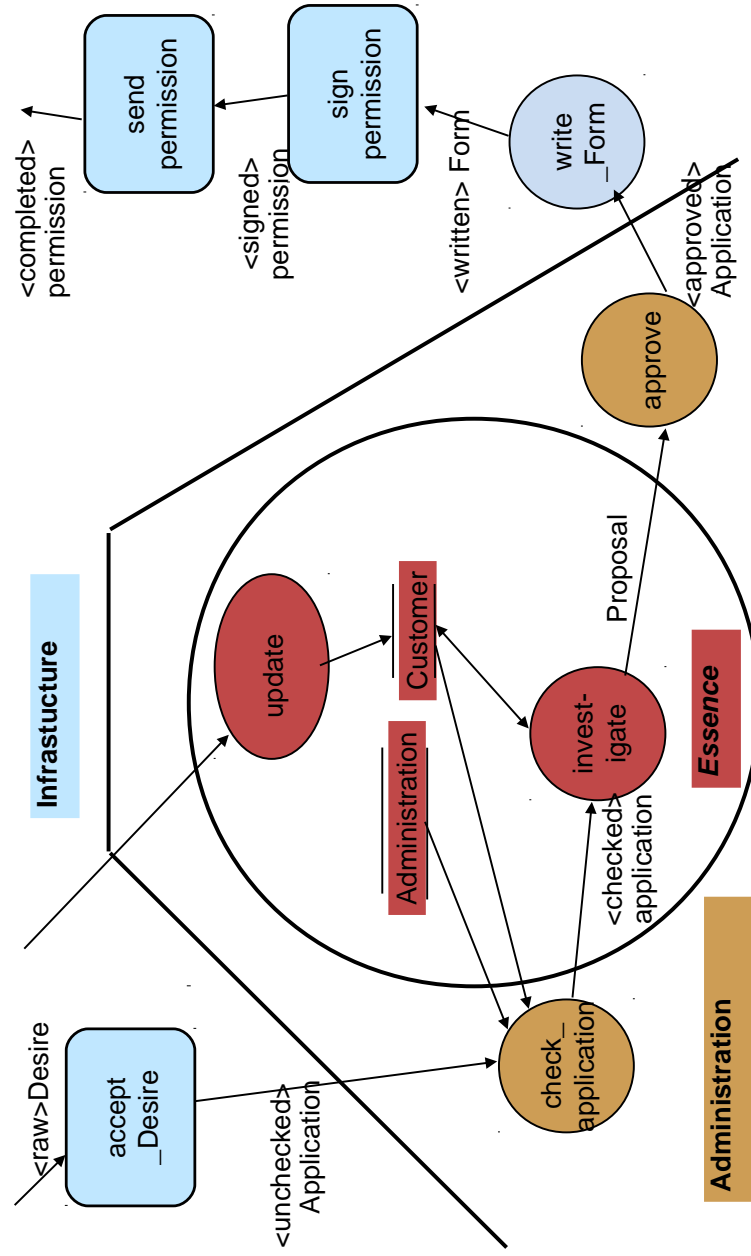 <raw>Desire
accept
_Desire
<unchecked>
Application
Infrastucture
update
Administration
Customer
check_
application
<checked>
application
invest-
igate
Essence
Administration
Proposal
approve
<approved>
Application
write
_Form
<written> Form
sign
permission
<signed>
permission
send
permission
<completed>
permission